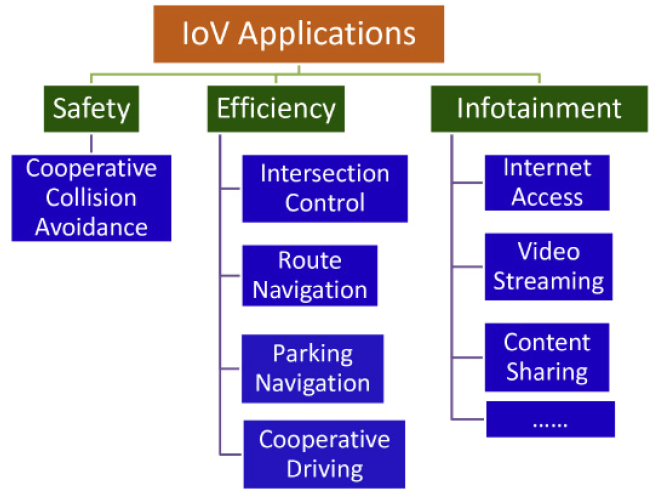 IoV Applications
Safety
Efficiency
Infotainment
Cooperative
Collision
Avoidance
Intersection
Control
Route
Navigation
Parking
Navigation
Cooperative
Driving
Internet
Access
Video
Streaming
Content
Sharing
......